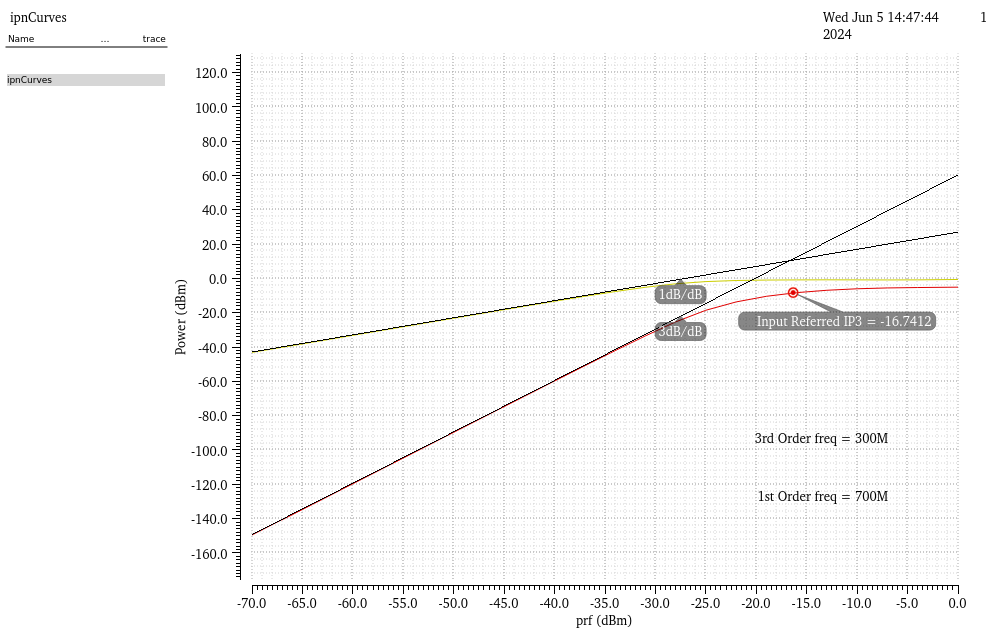 ipnCurves
Wed Jun 5 14:47:44 2024
1
Name ... trace
ipnCurves
120.0
100.0
80.0
60.0
40.0
20.0
0.0
-20.0
-40.0
-60.0
-80.0
-100.0
-120.0
-140.0
-160.0
Power (dBm)
1dB/dB
3dB/dB
Input Referred IP3 = -16.7412
3rd Order freq = 300M
1st Order freq = 700M
-70.0 -65.0 -60.0 -55.0 -50.0 -45.0 -40.0 -35.0 -30.0 -25.0 -20.0 -15.0 -10.0 -5.0 0.0
prf (dBm)